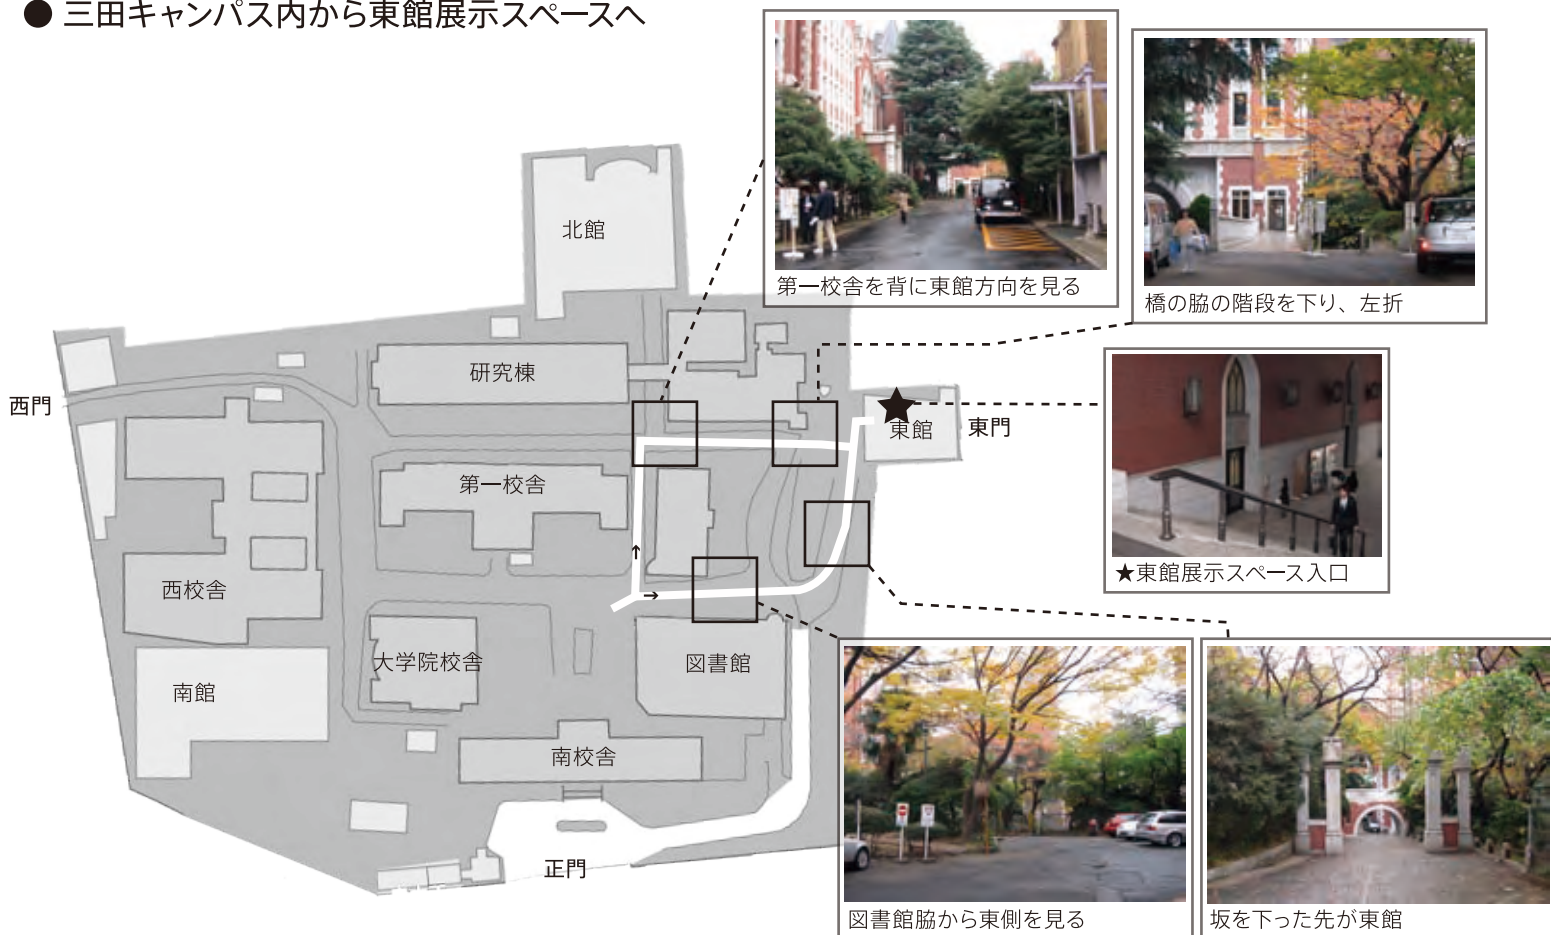 ● 三田キャンパス内から東館展示スペースへ
第一校舎を背に東館方向を見る
橋の脇の階段を下り、左折
北館
研究棟
西門
東館
東門
第一校舎
★東館展示スペース入口
西校舎
大学院校舎
図書館
南館
南校舎
正門
図書館脇から東側を見る
坂を下った先が東館